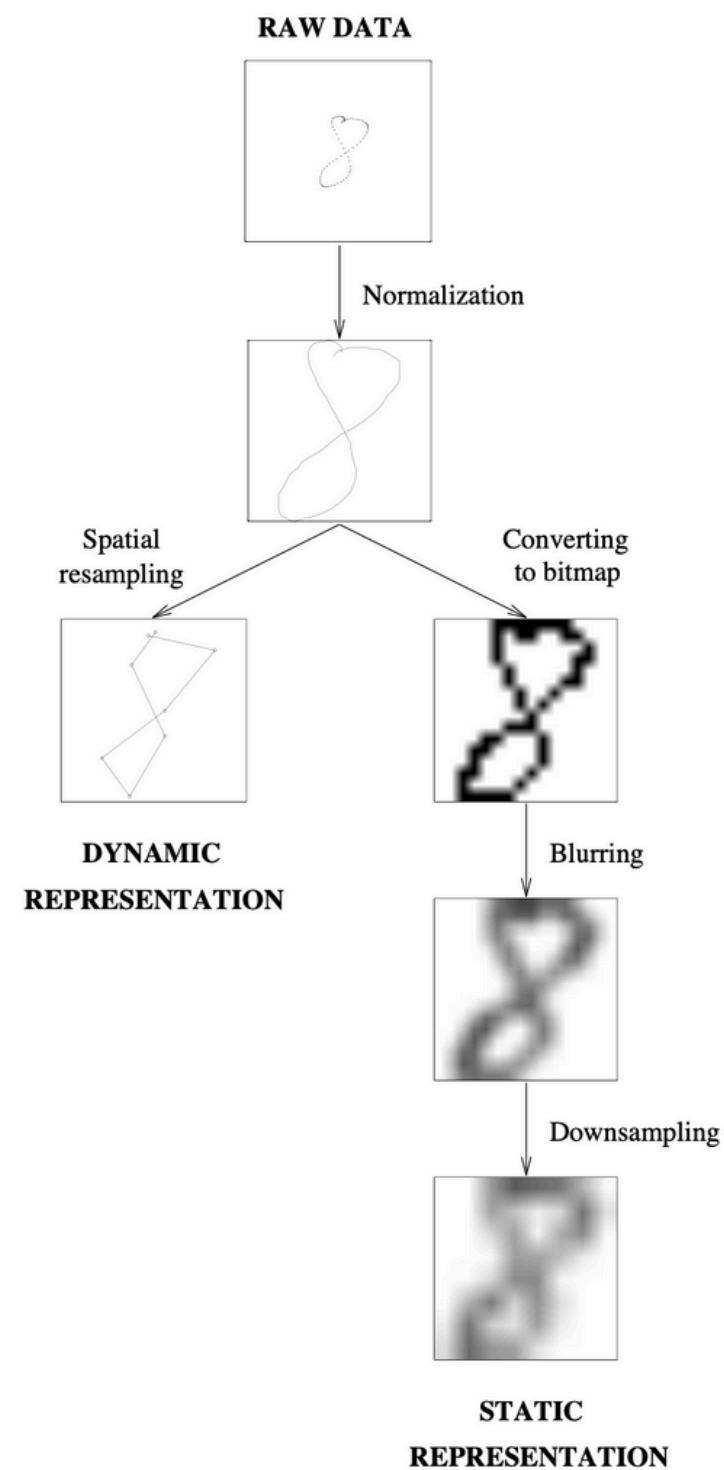 RAW DATA
Normalization
Spatial
resampling
Converting
to bitmap
DYNAMIC
REPRESENTATION
Blurring
Downsampling
STATIC
REPRESENTATION